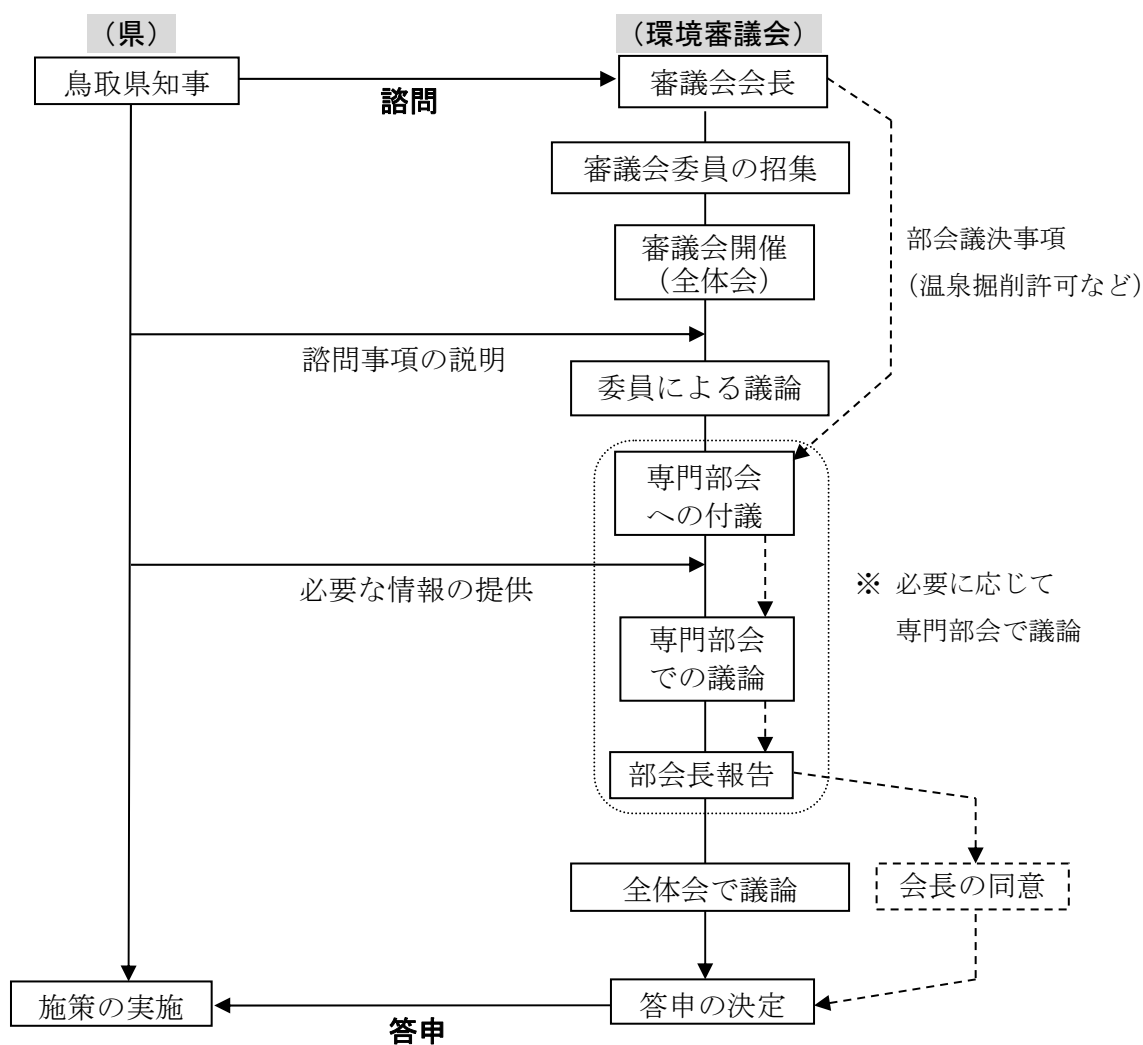 （県）
（環境審議会）
鳥取県知事
諮問
審議会会長
審議会委員の招集
審議会開催
（全体会）
部会議決事項
（温泉掘削許可など）
諮問事項の説明
委員による議論
専門部会
への付議
必要な情報の提供
※ 必要に応じて
専門部会で議論
専門部会
での議論
部会長報告
全体会で議論
会長の同意
施策の実施
答申の決定
答申